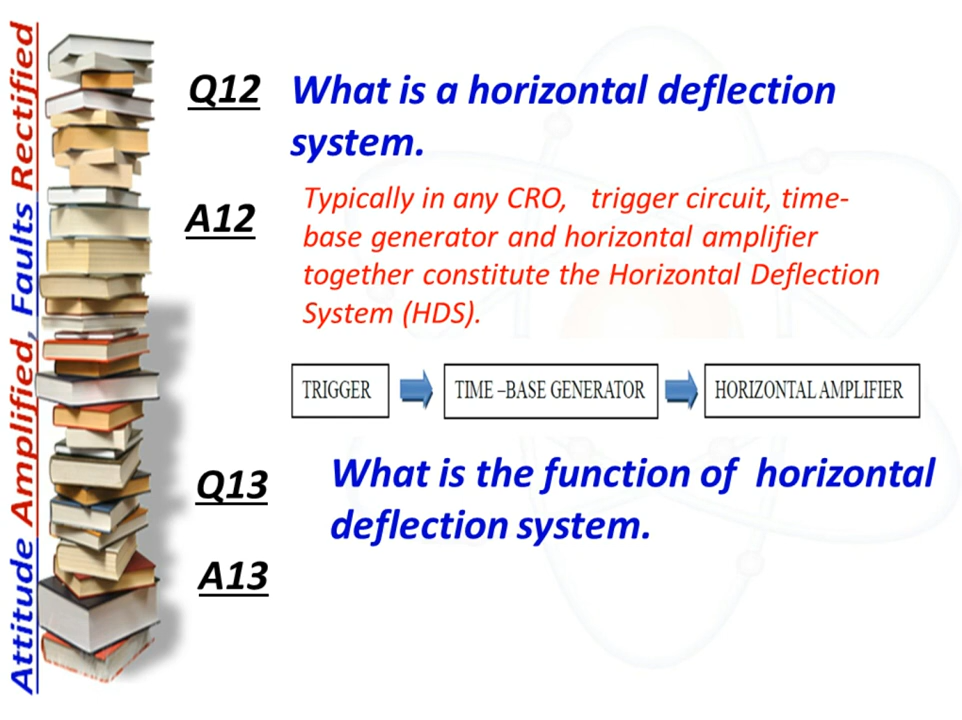 Attitude Amplified, Faults Rectified
Q12 What is a horizontal deflection
system.
A12 Typically in any CRO, trigger circuit, time-
base generator and horizontal amplifier
together constitute the Horizontal Deflection
System (HDS).
TRIGGER TIME –BASE GENERATOR HORIZONTAL AMPLIFIER
Q13 What is the function of horizontal
deflection system.
A13